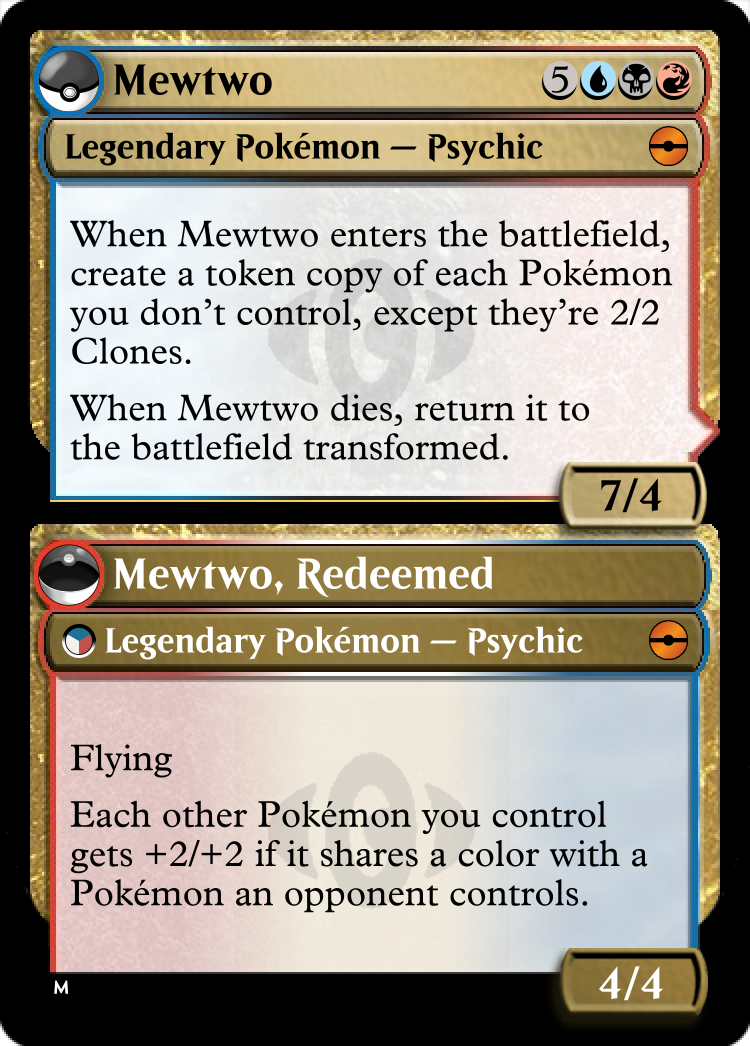 Mewtwo 5
Legendary Pokémon — Psychic
When Mewtwo enters the battlefield,
create a token copy of each Pokémon
you don't control, except they're 2/2
Clones.
When Mewtwo dies, return it to
the battlefield transformed.
7/4
Mewtwo, Redeemed
Legendary Pokémon — Psychic
Flying
Each other Pokémon you control
gets +2/+2 if it shares a color with a
Pokémon an opponent controls.
4/4
M